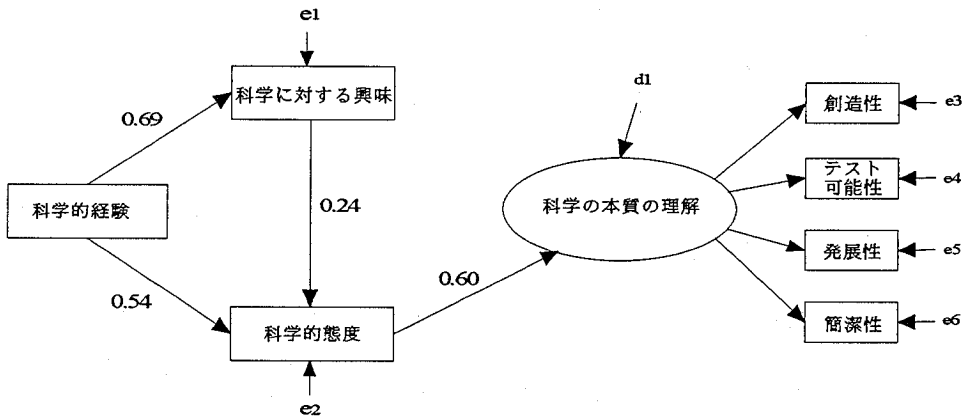 e1
科学に対する興味
0.69
科学的経験
0.24
0.54
科学的態度
e2
0.60
d1
科学の本質の理解
創造性
e3
テスト
可能性
e4
発展性
e5
簡潔性
e6